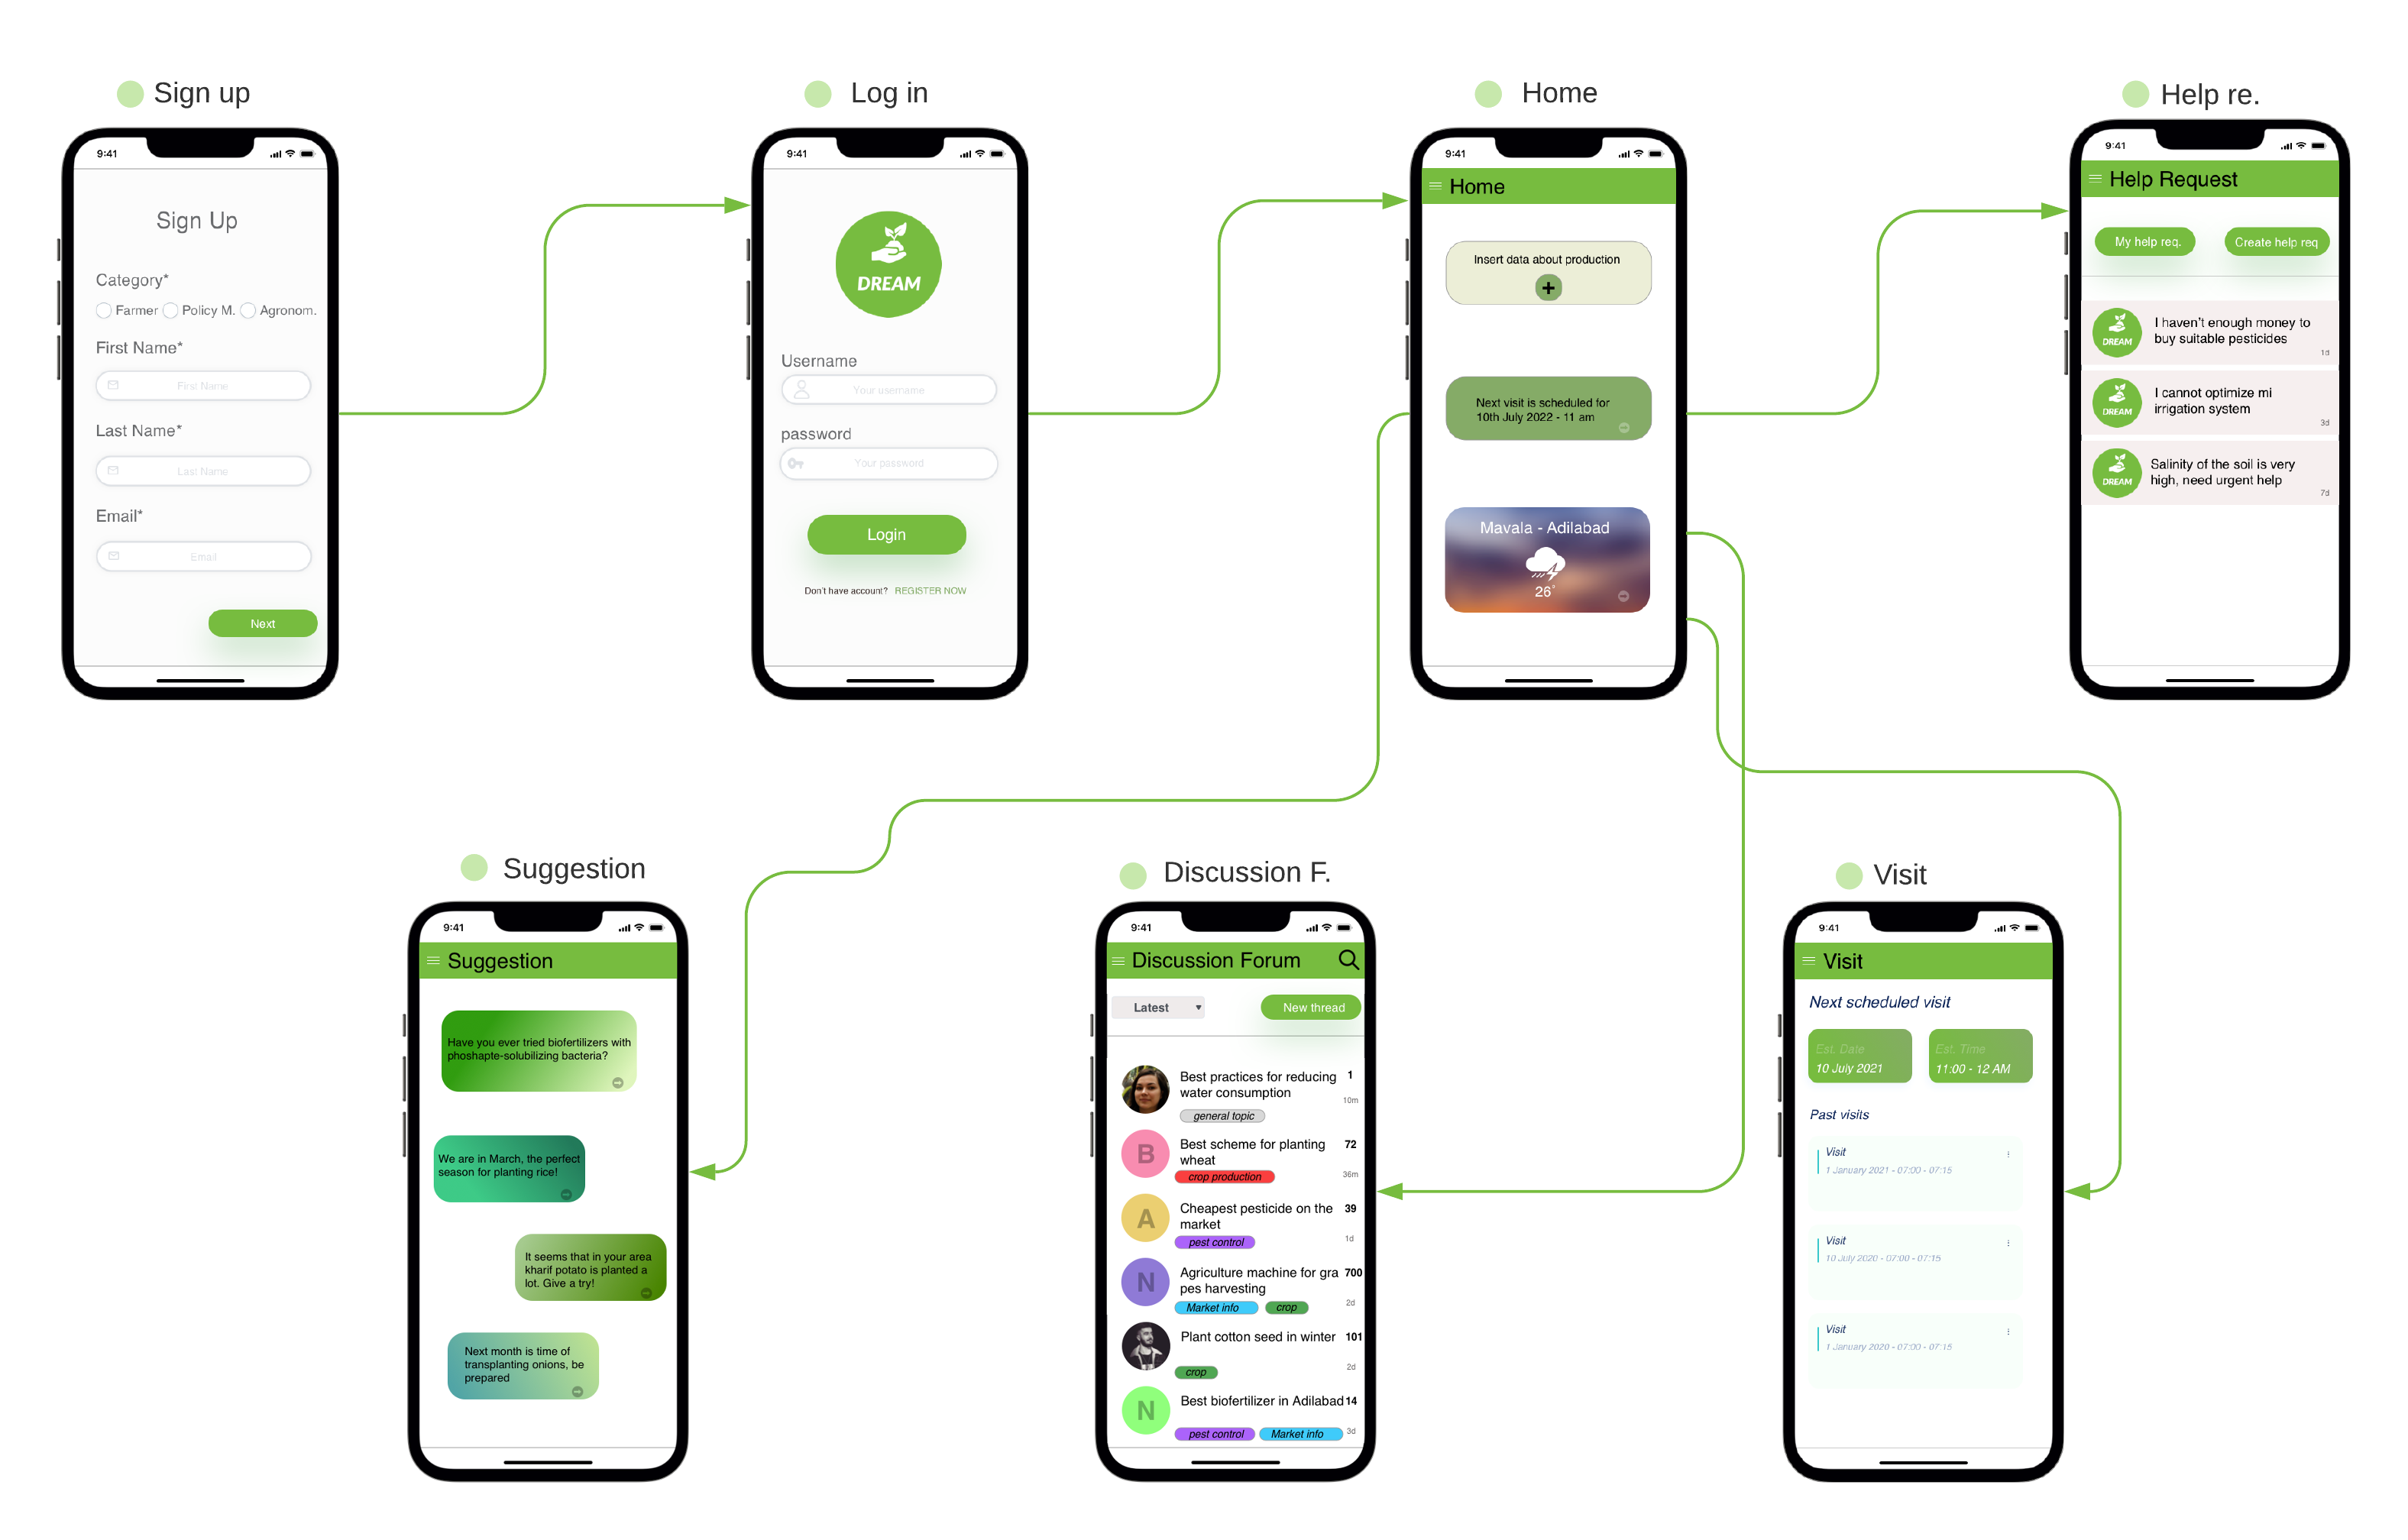 Sign up
9:41
Sign Up
Category*
Farmer Policy M. Agronom.
First Name*
First Name
Last Name*
Last Name
Email*
Email
Next
Log in
9:41
DREAM
Username
Your username
password
Your password
Login
Don't have account? REGISTER NOW
Home
9:41
Home
Insert data about production
Next visit is scheduled for
10th July 2022 - 11 am
Mavala - Adilabad
26°
Help re.
9:41
Help Request
My help req. Create help req
DREAM
I haven't enough money to
buy suitable pesticides
1d
DREAM
I cannot optimize mi
irrigation system
3d
DREAM
Salinity of the soil is very
high, need urgent help
7d
Suggestion
9:41
Suggestion
Have you ever tried biofertilizers with
phoshapte-solubilizing bacteria?
We are in March, the perfect
season for planting rice!
It seems that in your area
kharif potato is planted a
lot. Give a try!
Next month is time of
transplanting onions, be
prepared
Discussion F.
9:41
Discussion Forum
Latest New thread
Best practices for reducing 1
water consumption
10m
general topic
B
Best scheme for planting 72
wheat
36m
crop production
A
Cheapest pesticide on the 39
market
1d
pest control
N
Agriculture machine for gra 700
pes harvesting
2d
Market info crop
Plant cotton seed in winter 101
2d
crop
N
Best biofertilizer in Adilabad 14
3d
pest control Market info
Visit
9:41
Visit
Next scheduled visit
Est. Date Est. Time
10 July 2021 11:00 - 12 AM
Past visits
Visit
1 January 2021 - 07:00 - 07:15
Visit
10 July 2020 - 07:00 - 07:15
Visit
1 January 2020 - 07:00 - 07:15